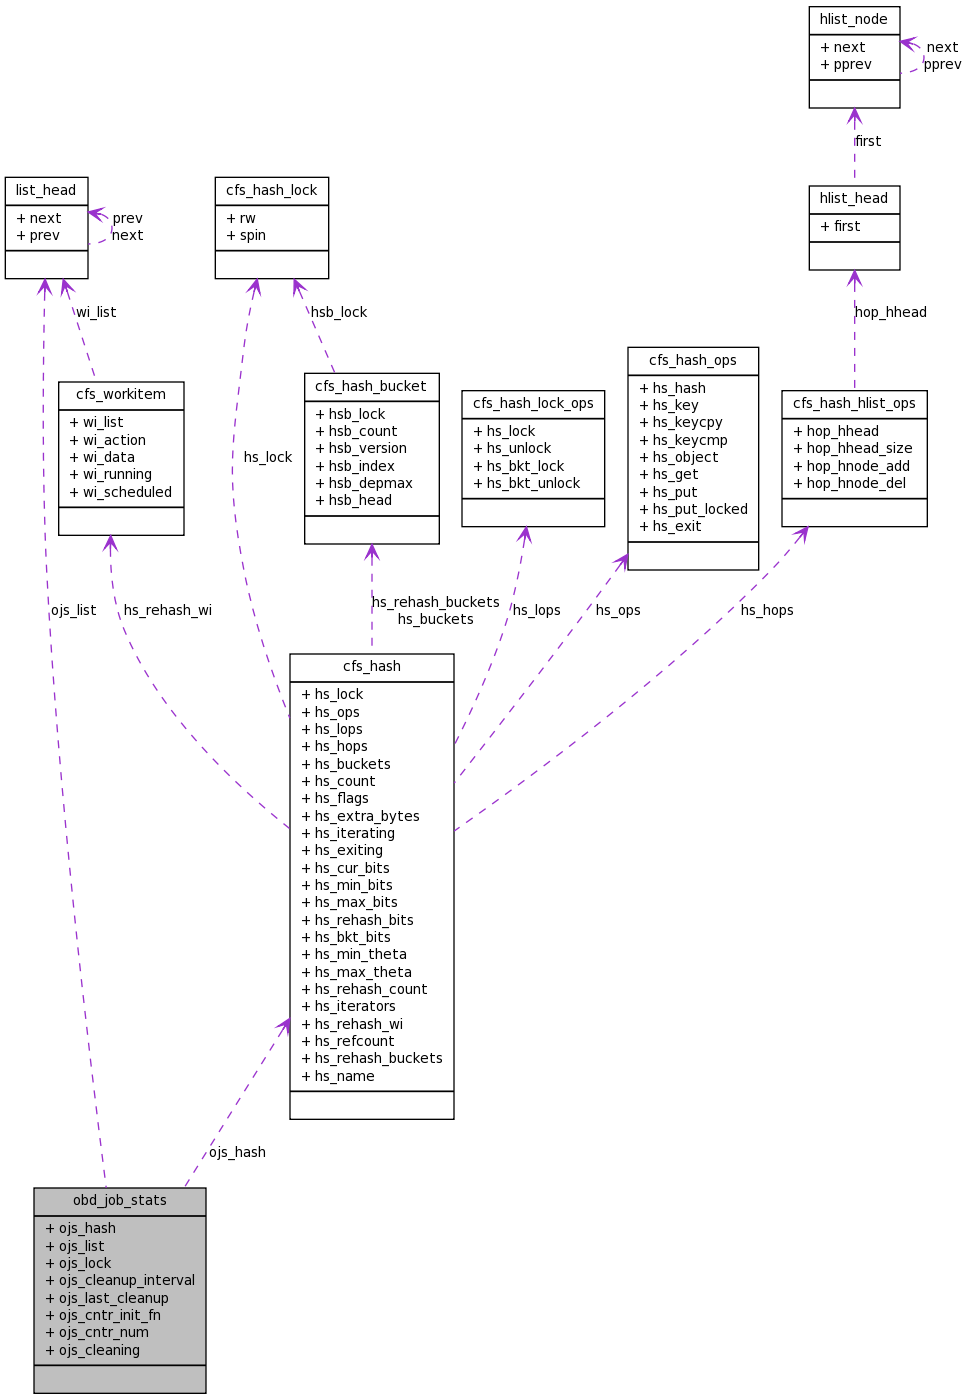 hlist_node
+ next
+ pprev
next
pprev
first
list_head
+ next
+ prev
prev
next
cfs_hash_lock
+ rw
+ spin
hlist_head
+ first
wi_list
hsb_lock
hop_hhead
cfs_workitem
+ wi_list
+ wi_action
+ wi_data
+ wi_running
+ wi_scheduled
hs_lock
cfs_hash_bucket
+ hsb_lock
+ hsb_count
+ hsb_version
+ hsb_index
+ hsb_depmax
+ hsb_head
cfs_hash_lock_ops
+ hs_lock
+ hs_unlock
+ hs_bkt_lock
+ hs_bkt_unlock
cfs_hash_ops
+ hs_hash
+ hs_key
+ hs_keycpy
+ hs_keycmp
+ hs_object
+ hs_get
+ hs_put
+ hs_put_locked
+ hs_exit
cfs_hash_hlist_ops
+ hop_hhead
+ hop_hhead_size
+ hop_hnode_add
+ hop_hnode_del
ojs_list
hs_rehash_wi
hs_rehash_buckets
hs_buckets
hs_lops
hs_ops
hs_hops
cfs_hash
+ hs_lock
+ hs_ops
+ hs_lops
+ hs_hops
+ hs_buckets
+ hs_count
+ hs_flags
+ hs_extra_bytes
+ hs_iterating
+ hs_exiting
+ hs_cur_bits
+ hs_min_bits
+ hs_max_bits
+ hs_rehash_bits
+ hs_bkt_bits
+ hs_min_theta
+ hs_max_theta
+ hs_rehash_count
+ hs_iterators
+ hs_rehash_wi
+ hs_refcount
+ hs_rehash_buckets
+ hs_name
ojs_hash
obd_job_stats
+ ojs_hash
+ ojs_list
+ ojs_lock
+ ojs_cleanup_interval
+ ojs_last_cleanup
+ ojs_cntr_init_fn
+ ojs_cntr_num
+ ojs_cleaning